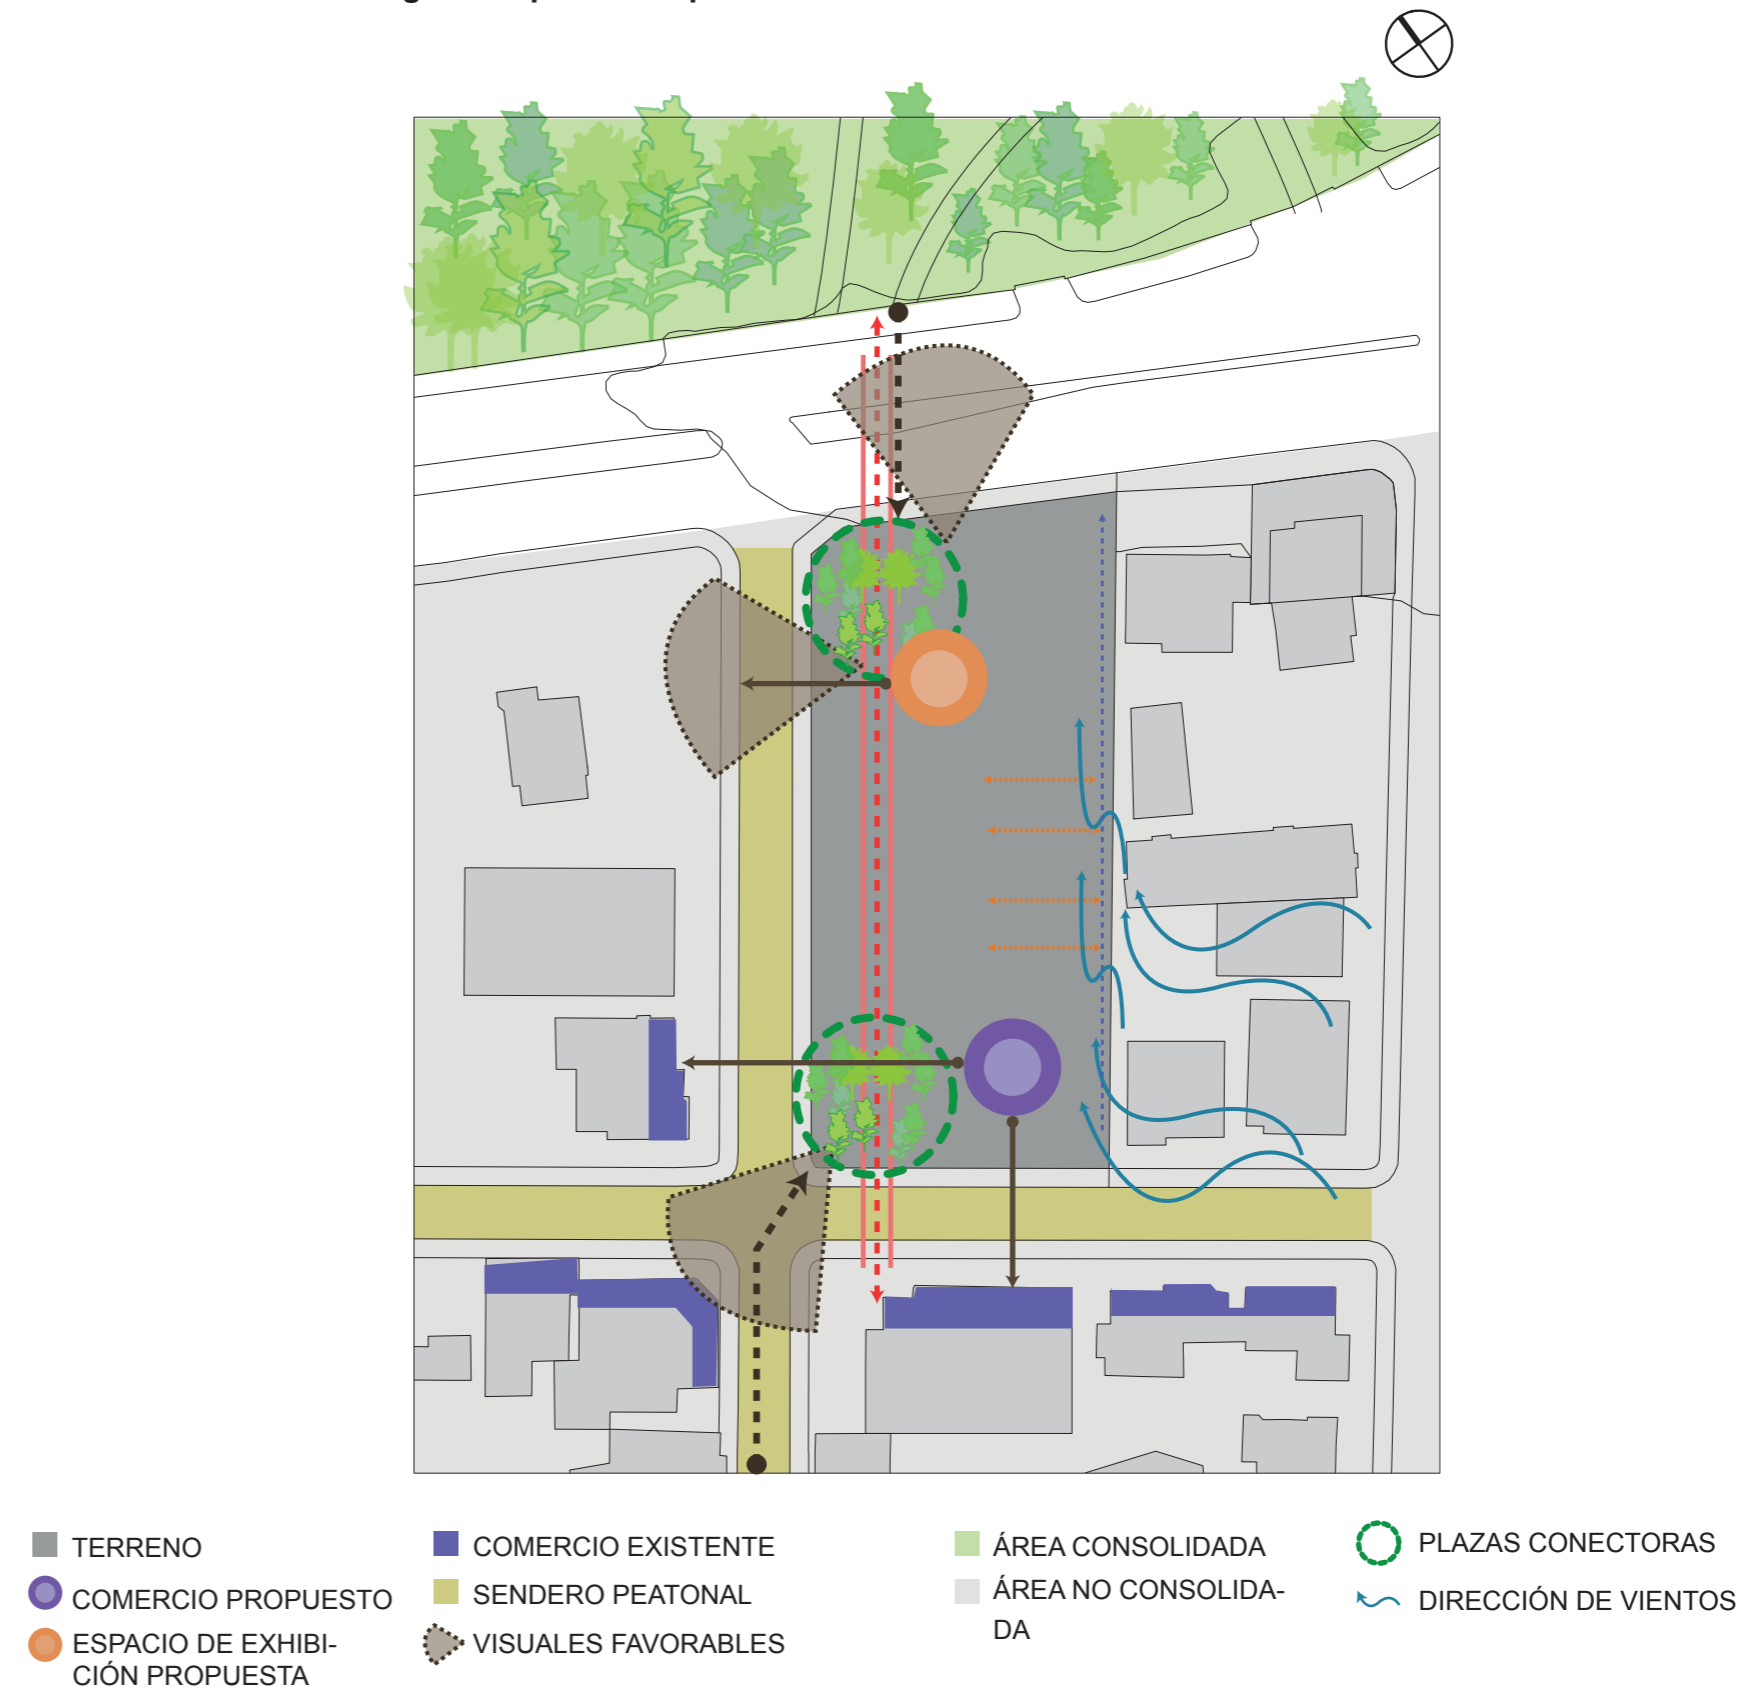 TERRENO
COMERCIO PROPUESTO
ESPACIO DE EXHIBI-
CIÓN PROPUESTA
COMERCIO EXISTENTE
SENDERO PEATONAL
VISUALES FAVORABLES
ÁREA CONSOLIDADA
ÁREA NO CONSOLIDA-
DA
PLAZAS CONECTORAS
DIRECCIÓN DE VIENTOS